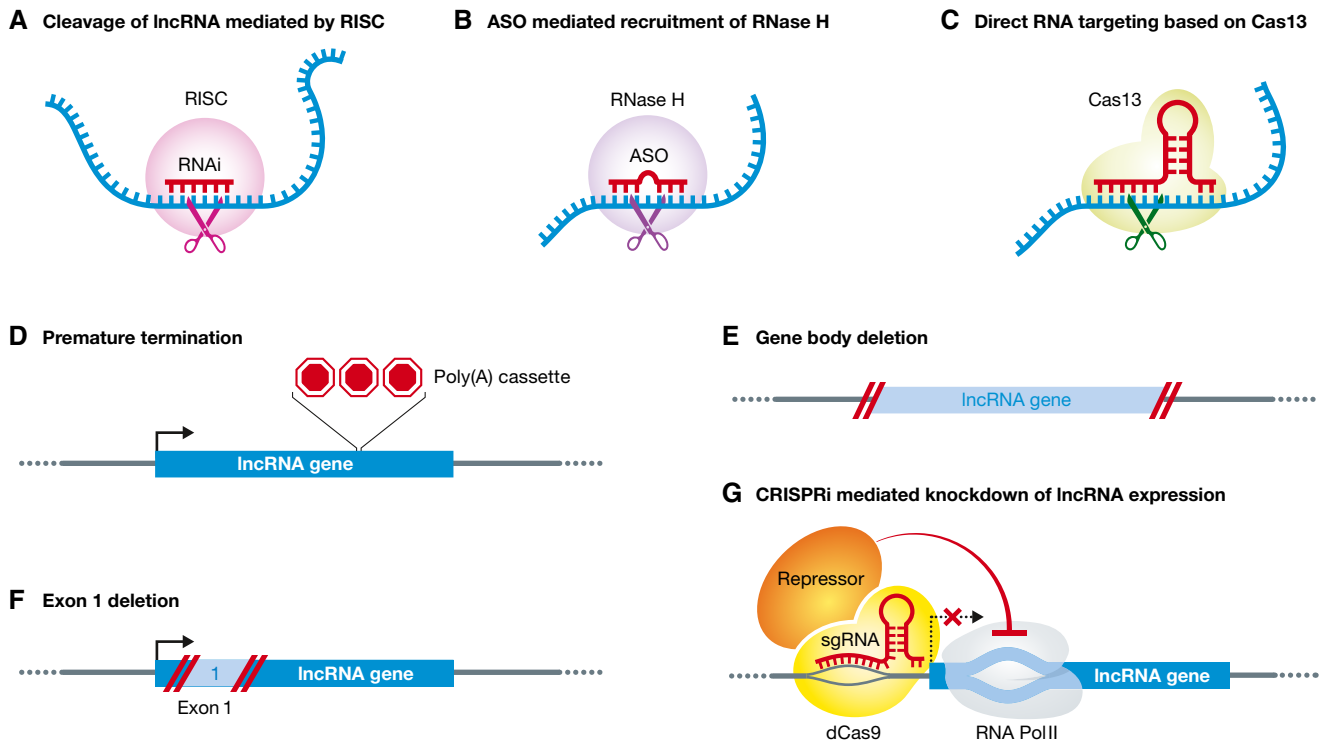 A Cleavage of lncRNA mediated by RISC
RISC
RNAi
B ASO mediated recruitment of RNase H
RNase H
ASO
C Direct RNA targeting based on Cas13
Cas13
D Premature termination
Poly(A) cassette
lncRNA gene
E Gene body deletion
lncRNA gene
F Exon 1 deletion
1
lncRNA gene
Exon 1
G CRISPRi mediated knockdown of lncRNA expression
Repressor
sgRNA
lncRNA gene
dCas9
RNA PolII